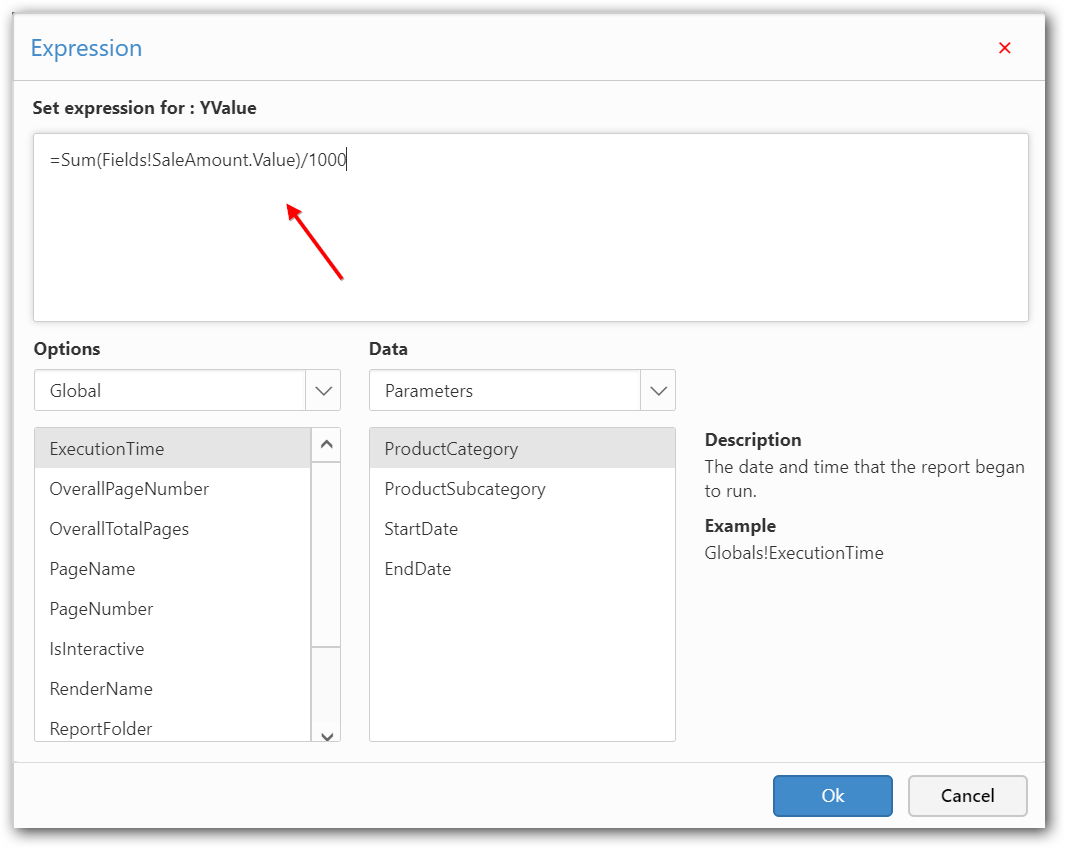 Expression
Set expression for : YValue
=Sum(Fields!SaleAmount.Value)/1000
Options
Data
Global
Parameters
ExecutionTime
OverallPageNumber
OverallTotalPages
PageName
PageNumber
IsInteractive
RenderName
ReportFolder
ProductCategory
ProductSubcategory
StartDate
EndDate
Description
The date and time that the report began
to run.
Example
Globals!ExecutionTime
Ok
Cancel